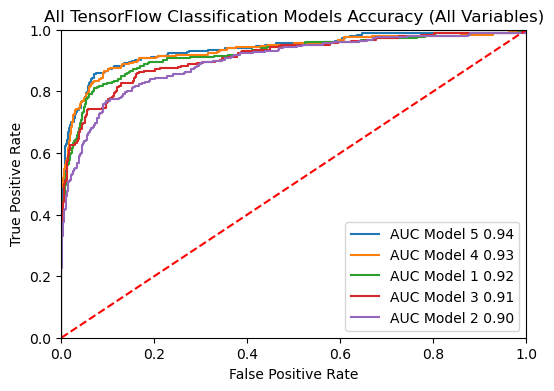 All TensorFlow Classification Models Accuracy (All Variables)
1.0
0.8
0.6
0.4
0.2
0.0
True Positive Rate
AUC Model 5 0.94
AUC Model 4 0.93
AUC Model 1 0.92
AUC Model 3 0.91
AUC Model 2 0.90
0.0 0.2 0.4 0.6 0.8 1.0
False Positive Rate